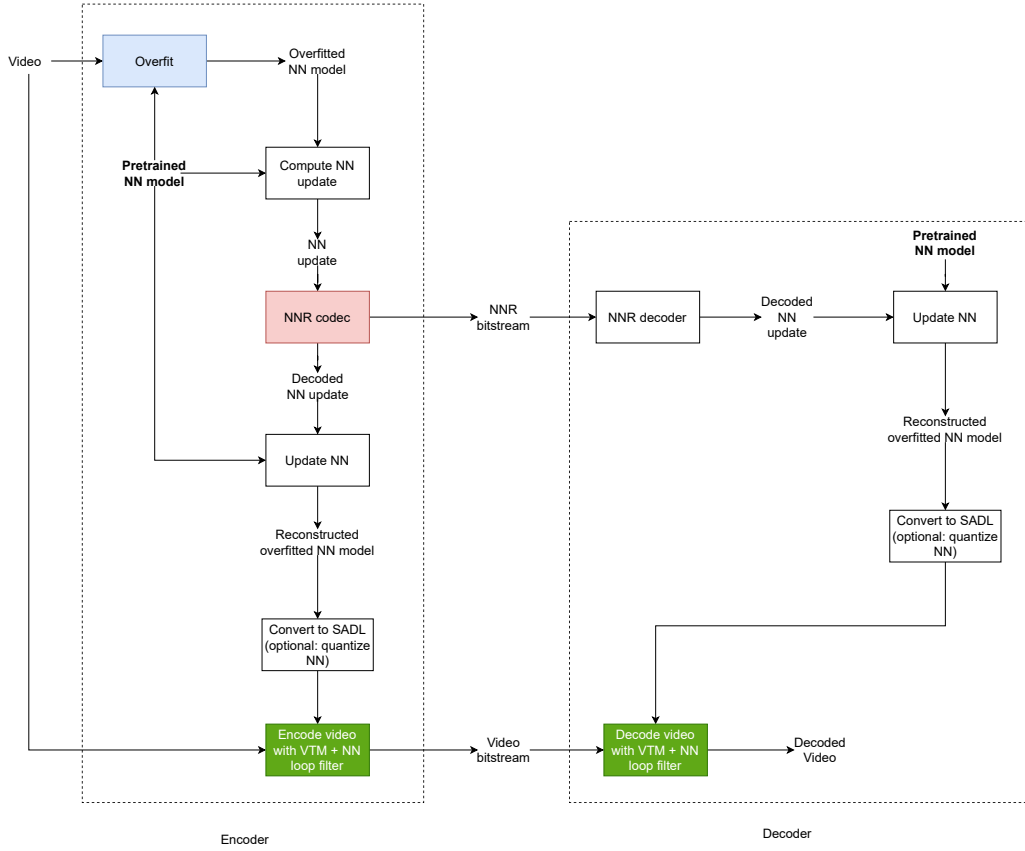 Video
Overfit
Overfitted
NN model
Pretrained
NN model
Compute NN
update
NN
update
NNR codec
NNR
bitstream
Decoded
NN update
Update NN
Reconstructed
overfitted NN model
Convert to SADL
(optional: quantize
NN)
Encode video
with VTM + NN
loop filter
Video
bitstream
Encoder
Pretrained
NN model
NNR decoder
Decoded
NN
update
Update NN
Reconstructed
overfitted NN model
Convert to SADL
(optional: quantize
NN)
Decode video
with VTM + NN
loop filter
Decoded
Video
Decoder